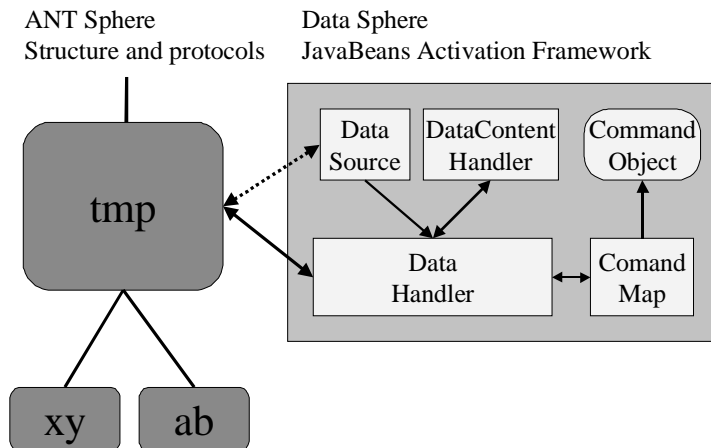 ANT Sphere
Structure and protocols
Data Sphere
JavaBeans Activation Framework
tmp
Data
Source
DataContent
Handler
Command
Object
Data
Handler
Comand
Map
xy
ab